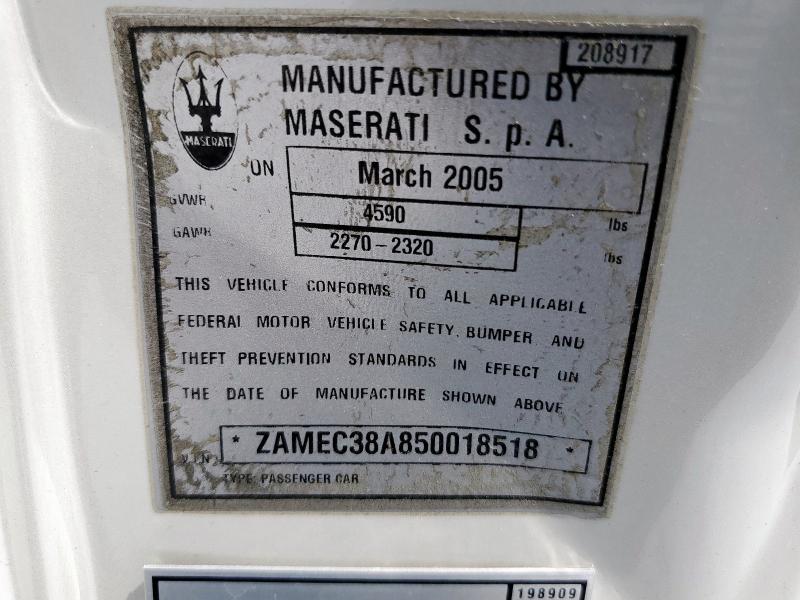 208917
MANUFACTURED BY
MASERATI S. p. A.
MASERATI
ON March 2005
GVWR 4590 lbs
GAWR 2270-2320 lbs
THIS VEHICLE CONFORMS TO ALL APPLICABLE
FEDERAL MOTOR VEHICLE SAFETY, BUMPER AND
THEFT PREVENTION STANDARDS IN EFFECT ON
THE DATE OF MANUFACTURE SHOWN ABOVE
V.I.N. * ZAMEC38A850018518 *
TYPE: PASSENGER CAR
198909